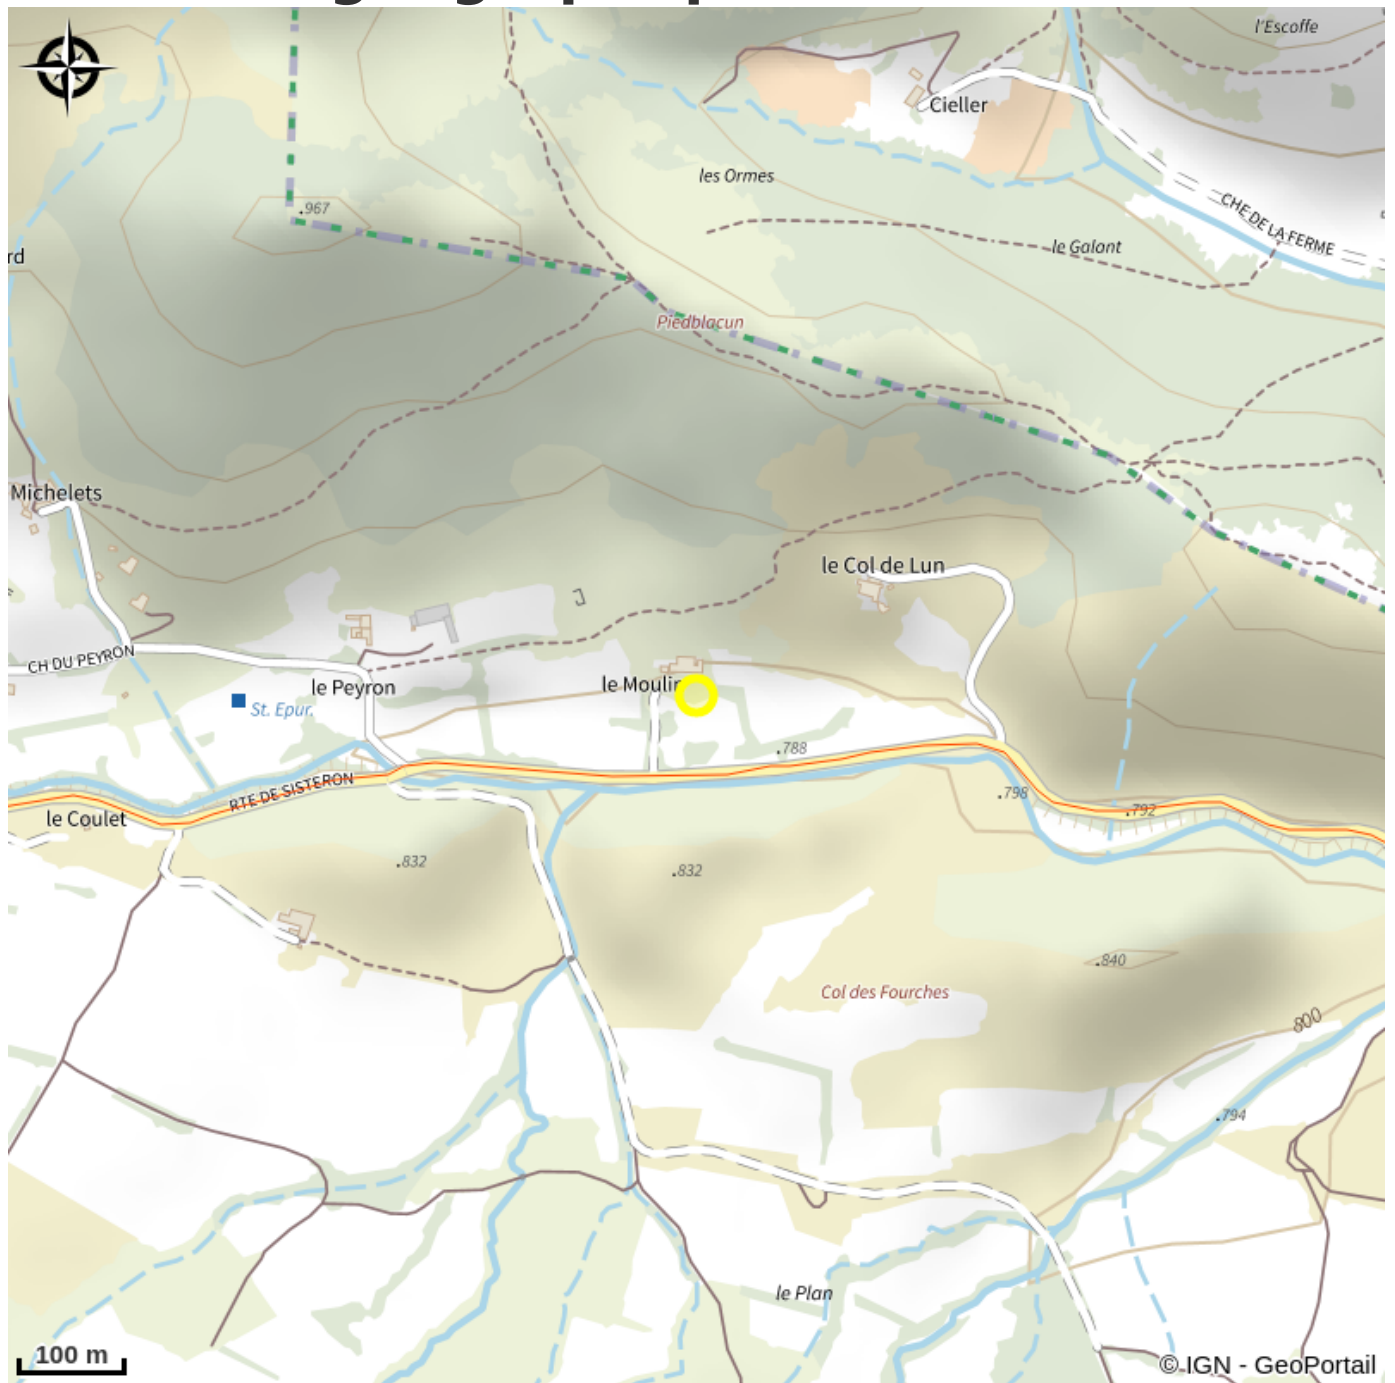 l'Escoffe
Cieller
les Ormes
CHE DE LA FERME
.967
le Galant
rd
Piedblacun
Michelets
le Col de Lun
CH DU PEYRON
le Peyron
le Moulin
St. Epur.
.788
RTE DE SISTERON
.798
.792
le Coulet
.832
.832
.840
Col des Fourches
800
.794
le Plan
100 m
© IGN - GeoPortail